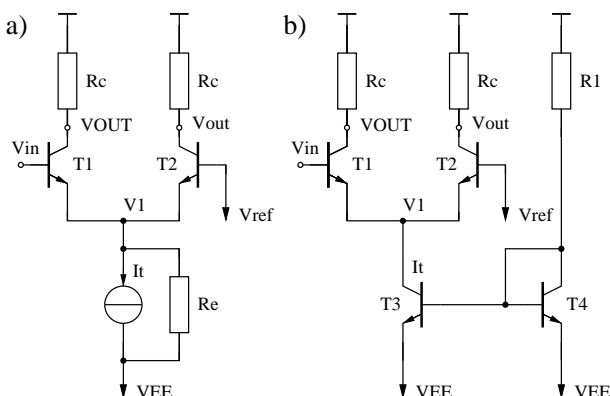 a)
Rc
Rc
VOUT
Vout
Vin
T1
T2
V1
Vref
It
Re
VEE
b)
Rc
Rc
R1
VOUT
Vout
Vin
T1
T2
V1
Vref
It
T3
T4
VEE
VEE